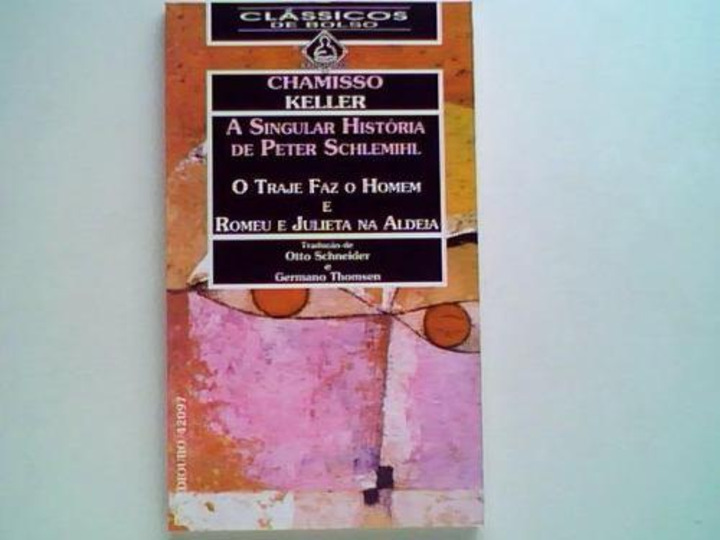 CLÁSSICOS
DE BOLSO
CHAMISSO
KELLER
A SINGULAR HISTÓRIA
DE PETER SCHLEMIHL
O TRAJE FAZ O HOMEM
E
ROMEU E JULIETA NA ALDEIA
Tradução de
Otto Schneider
e
Germano Thomsen
DIOURO/42097